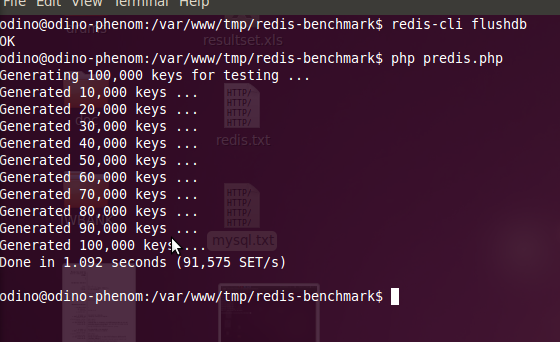 File Edit View Terminal Help
odino@odino-phenom:/var/www/tmp/redis-benchmark$ redis-cli flushdb
OK
odino@odino-phenom:/var/www/tmp/redis-benchmark$ php predis.php
Generating 100,000 keys for testing ...
Generated 10,000 keys ...
Generated 20,000 keys ...
Generated 30,000 keys ...
Generated 40,000 keys ...
Generated 50,000 keys ...
Generated 60,000 keys ...
Generated 70,000 keys ...
Generated 80,000 keys ...
Generated 90,000 keys ...
Generated 100,000 keys ...
Done in 1.092 seconds (91,575 SET/s)
odino@odino-phenom:/var/www/tmp/redis-benchmark$
resultset.xls
HTTP/
HTTP/
HTTP/
HTTP/
redis.txt
HTTP/
HTTP/
HTTP/
HTTP/
mysql.txt